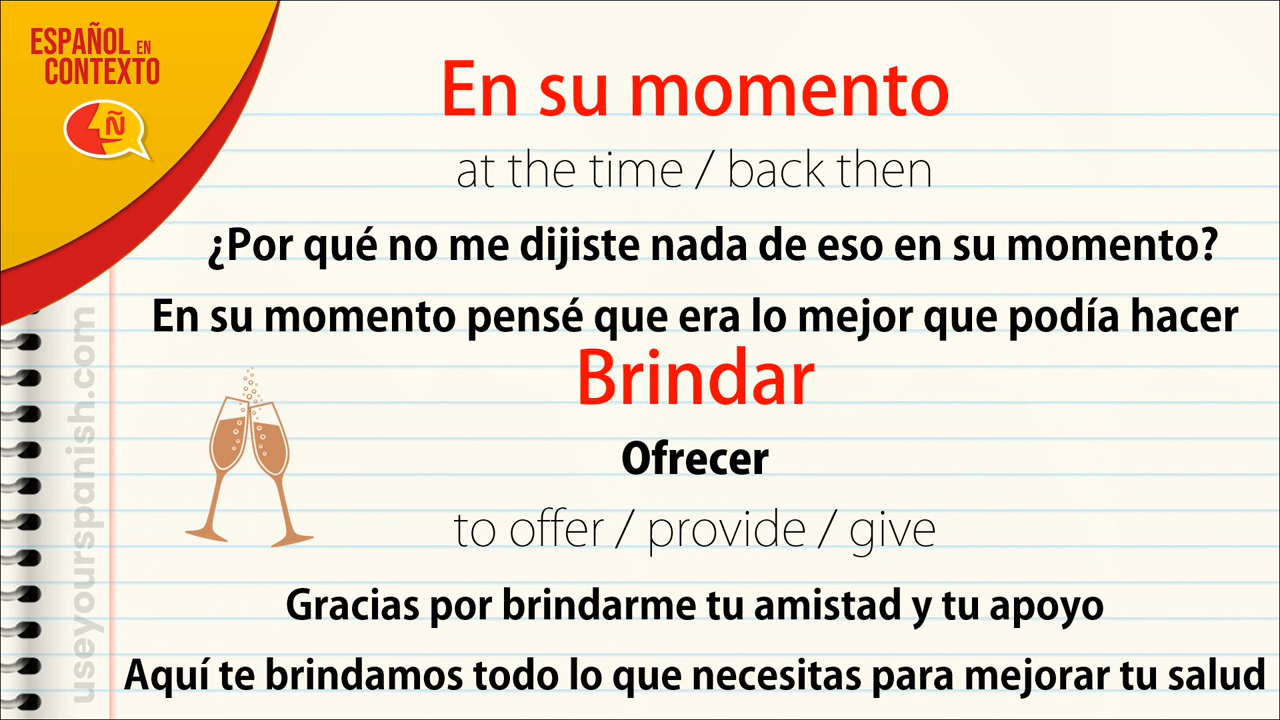 ESPAÑOL EN
CONTEXTO
Ñ
En su momento
at the time / back then
¿Por qué no me dijiste nada de eso en su momento?
En su momento pensé que era lo mejor que podía hacer
Brindar
Ofrecer
to offer / provide / give
Gracias por brindarme tu amistad y tu apoyo
Aquí te brindamos todo lo que necesitas para mejorar tu salud
useyourspanish.com